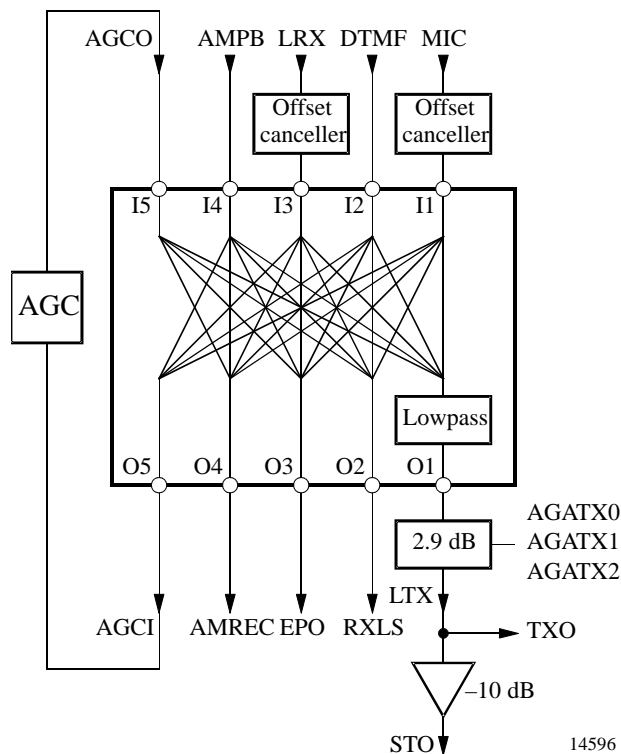 AGCO AMPB LRX DTMF MIC
Offset
canceller
Offset
canceller
I5 I4 I3 I2 I1
AGC
Lowpass
O5 O4 O3 O2 O1
2.9 dB
AGATX0
AGATX1
AGATX2
LTX
AGCI AMREC EPO RXLS
TXO
–10 dB
STO
14596